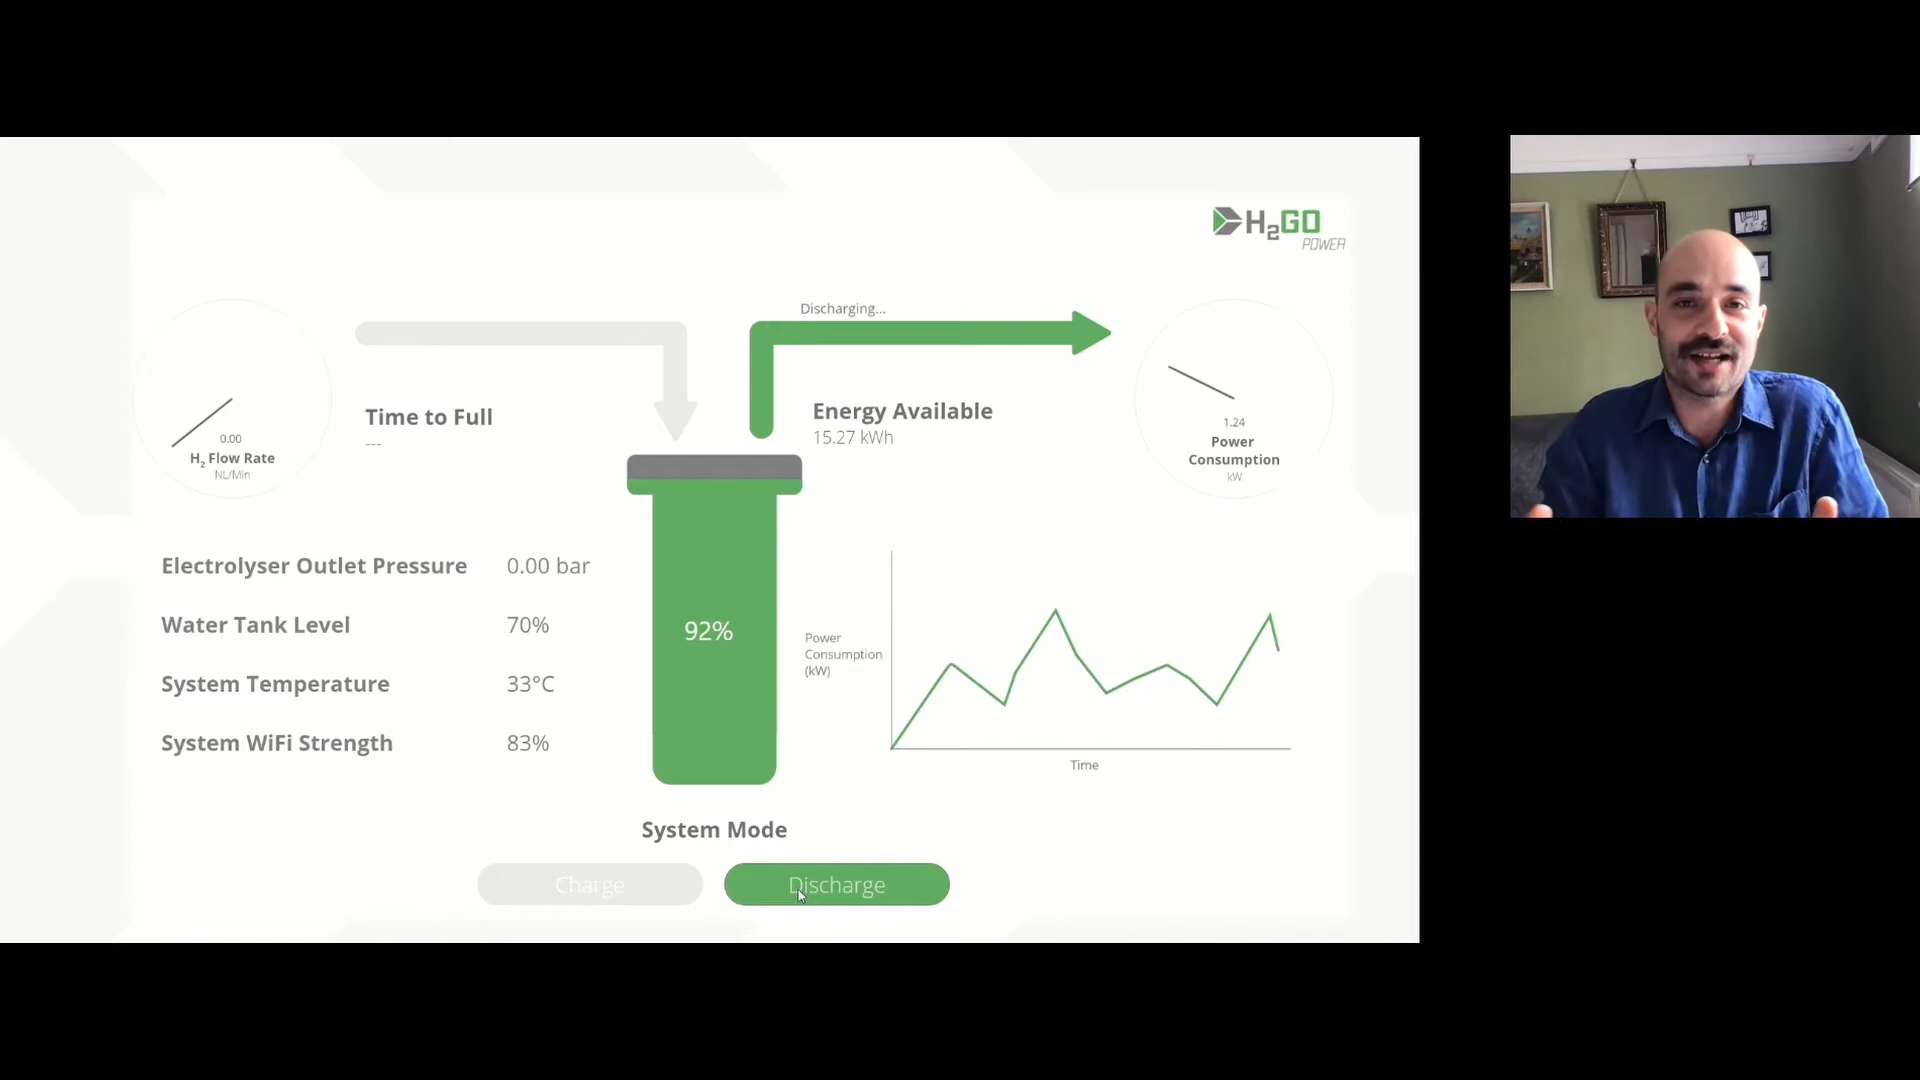 H2GO
POWER
Discharging...
0.00
H2 Flow Rate
NL/Min
Time to Full
---
Energy Available
15.27 kWh
1.24
Power
Consumption
kW
Electrolyser Outlet Pressure 0.00 bar
Water Tank Level 70%
System Temperature 33°C
System WiFi Strength 83%
92%
Power
Consumption
(kW)
Time
System Mode
Charge
Discharge